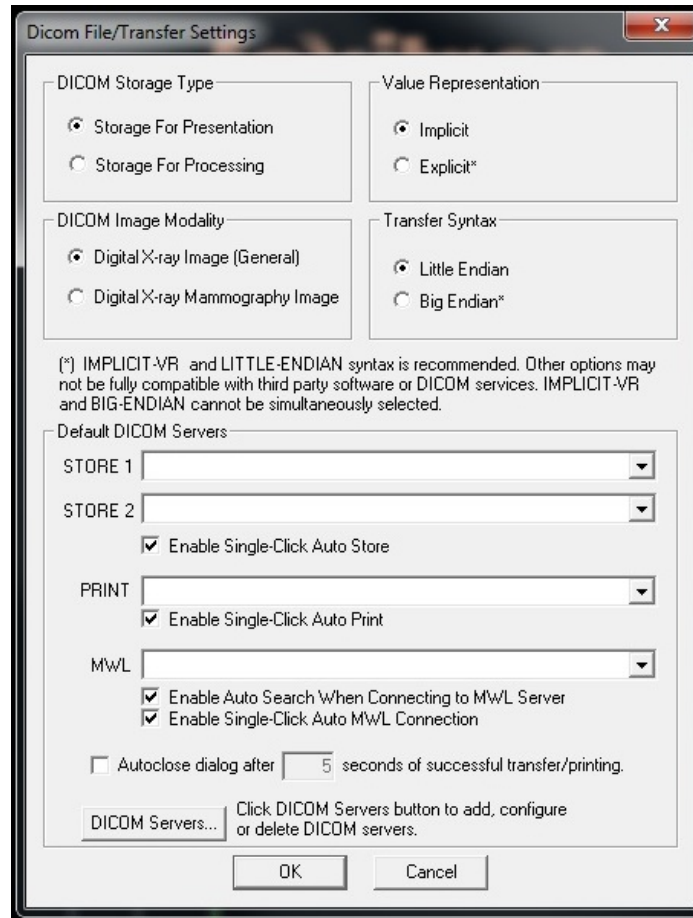 Dicom File/Transfer Settings
DICOM Storage Type
Storage For Presentation
Storage For Processing
Value Representation
Implicit
Explicit*
DICOM Image Modality
Digital X-ray Image (General)
Digital X-ray Mammography Image
Transfer Syntax
Little Endian
Big Endian*
(*) IMPLICIT-VR and LITTLE-ENDIAN syntax is recommended. Other options may
not be fully compatible with third party software or DICOM services. IMPLICIT-VR
and BIG-ENDIAN cannot be simultaneously selected.
Default DICOM Servers
STORE 1
STORE 2
Enable Single-Click Auto Store
PRINT
Enable Single-Click Auto Print
MWL
Enable Auto Search When Connecting to MWL Server
Enable Single-Click Auto MWL Connection
Autoclose dialog after 5 seconds of successful transfer/printing.
DICOM Servers... Click DICOM Servers button to add, configure
or delete DICOM servers.
OK Cancel